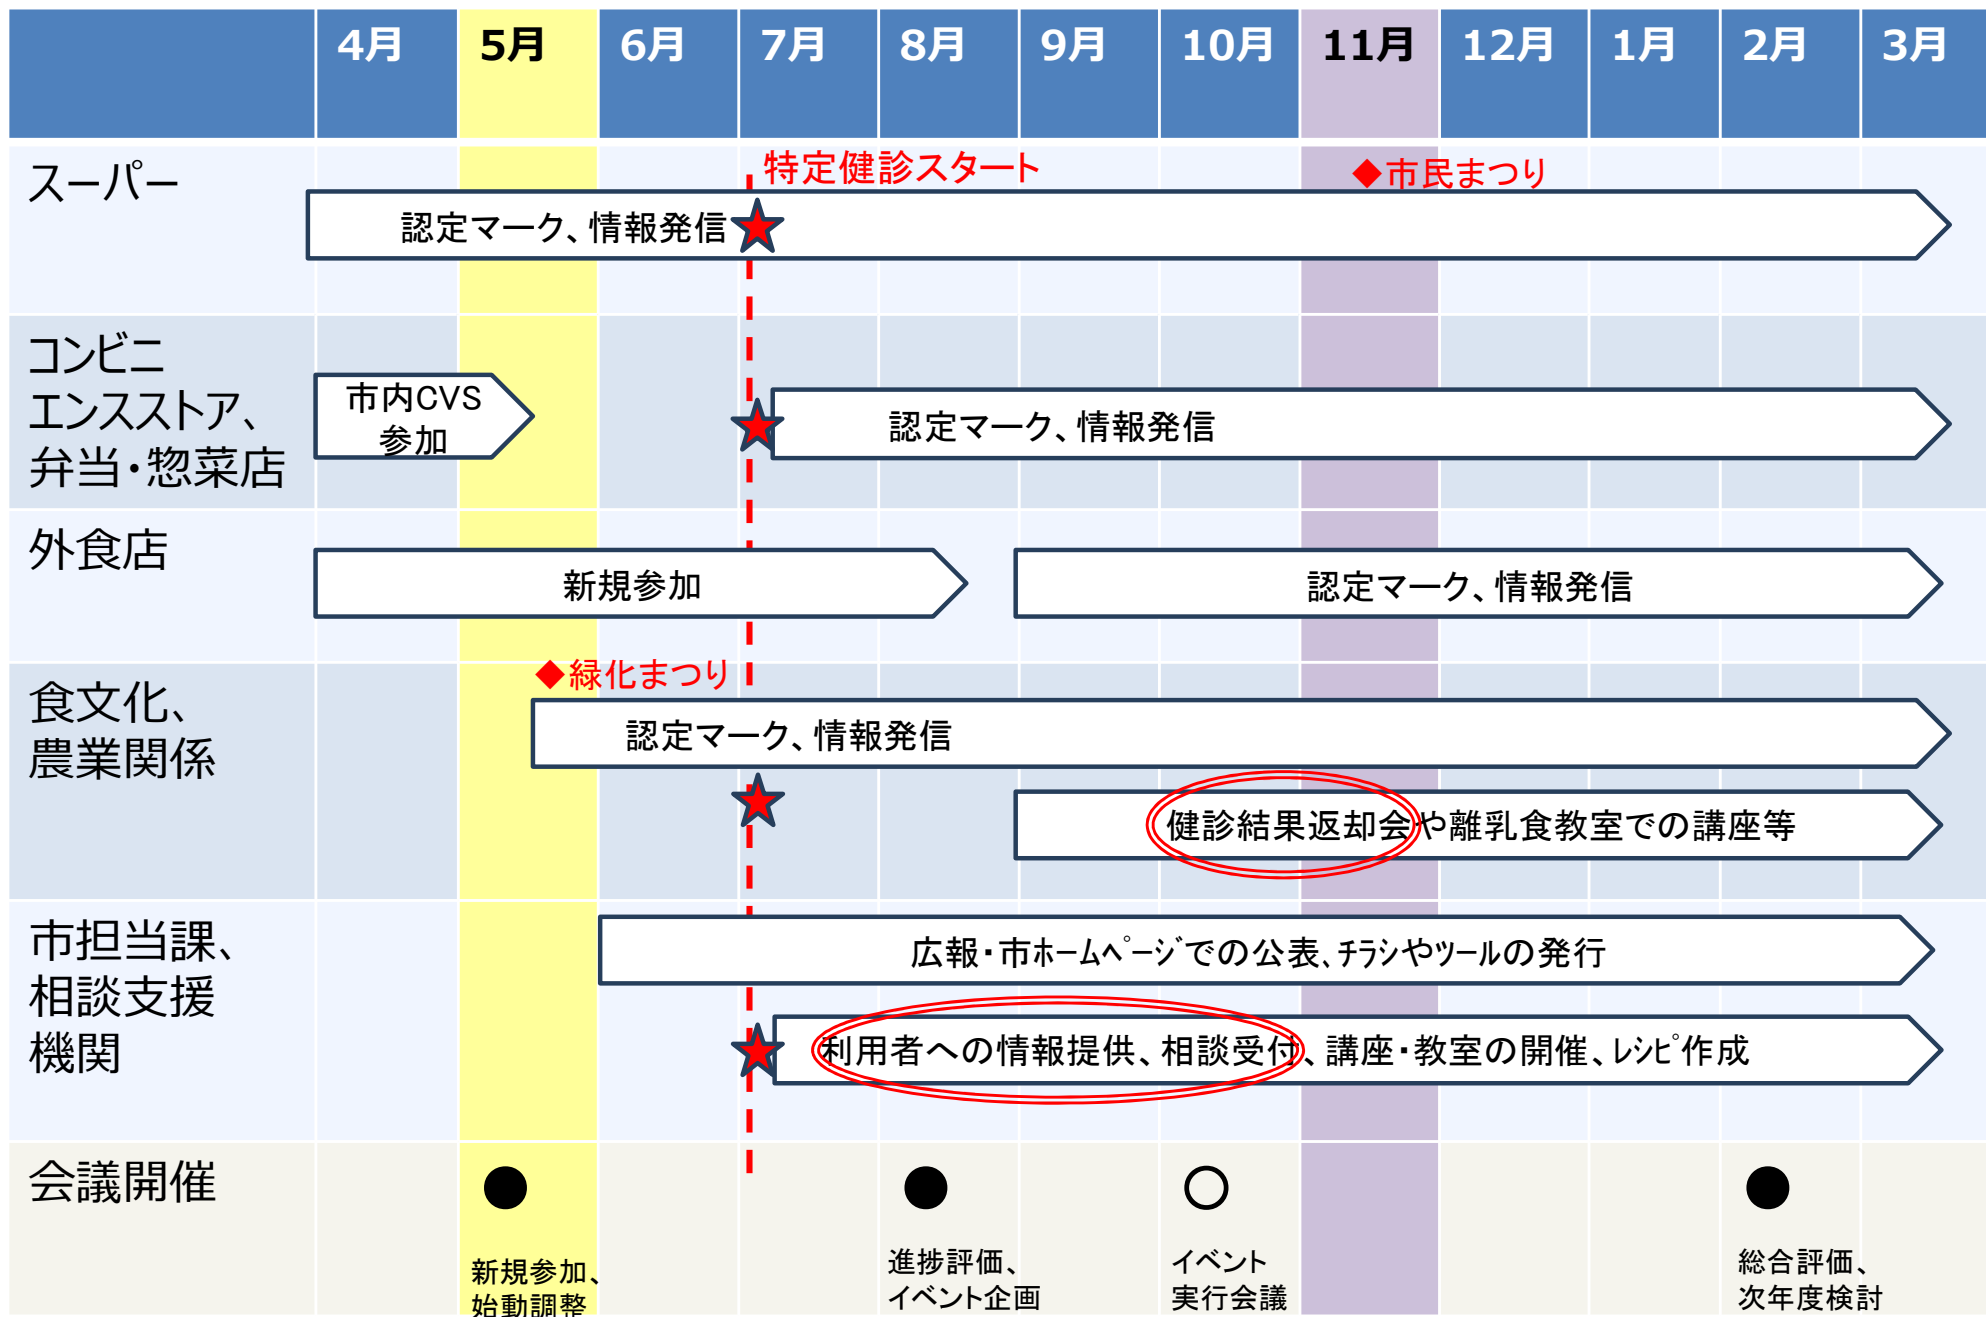 4月 5月 6月 7月 8月 9月 10月 11月 12月 1月 2月 3月
スーパー
特定健診スタート
◆市民まつり
認定マーク、情報発信
コンビニ
エンスストア、
弁当・惣菜店
市内CVS
参加
認定マーク、情報発信
外食店
新規参加
認定マーク、情報発信
食文化、
農業関係
◆緑化まつり
認定マーク、情報発信
健診結果返却会や離乳食教室での講座等
市担当課、
相談支援
機関
広報・市ﾎｰﾑﾍﾟｰｼﾞでの公表、ﾁﾗｼやﾂｰﾙの発行
利用者への情報提供、相談受付、講座・教室の開催、ﾚｼﾋﾟ作成
会議開催
新規参加、
始動調整
進捗評価、
イベント企画
イベント
実行会議
総合評価、
次年度検討